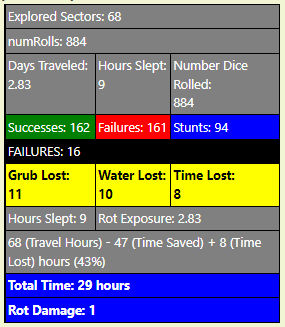 Explored Sectors: 68
numRolls: 884
Days Traveled:
2.83
Hours Slept:
9
Number Dice
Rolled:
884
Successes: 162
Failures: 161
Stunts: 94
FAILURES: 16
Grub Lost:
11
Water Lost:
10
Time Lost:
8
Hours Slept: 9
Rot Exposure: 2.83
68 (Travel Hours) - 47 (Time Saved) + 8 (Time
Lost) hours (43%)
Total Time: 29 hours
Rot Damage: 1